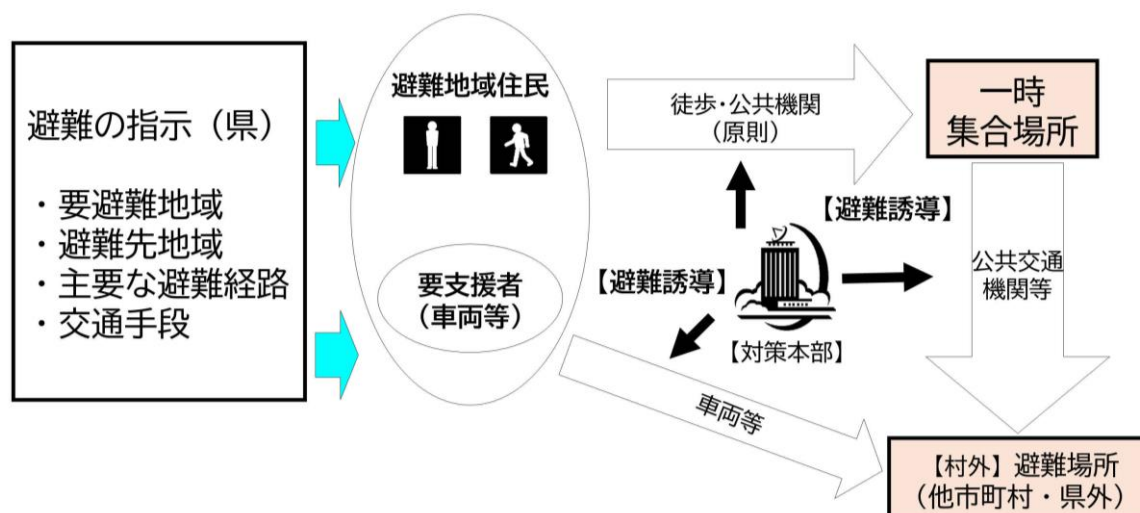 避難の指示（県）
・要避難地域
・避難先地域
・主要な避難経路
・交通手段
避難地域住民
要支援者
（車両等）
徒歩・公共機関
（原則）
一時
集合場所
【避難誘導】
【避難誘導】
【対策本部】
公共交通
機関等
車両等
【村外】避難場所
（他市町村・県外）